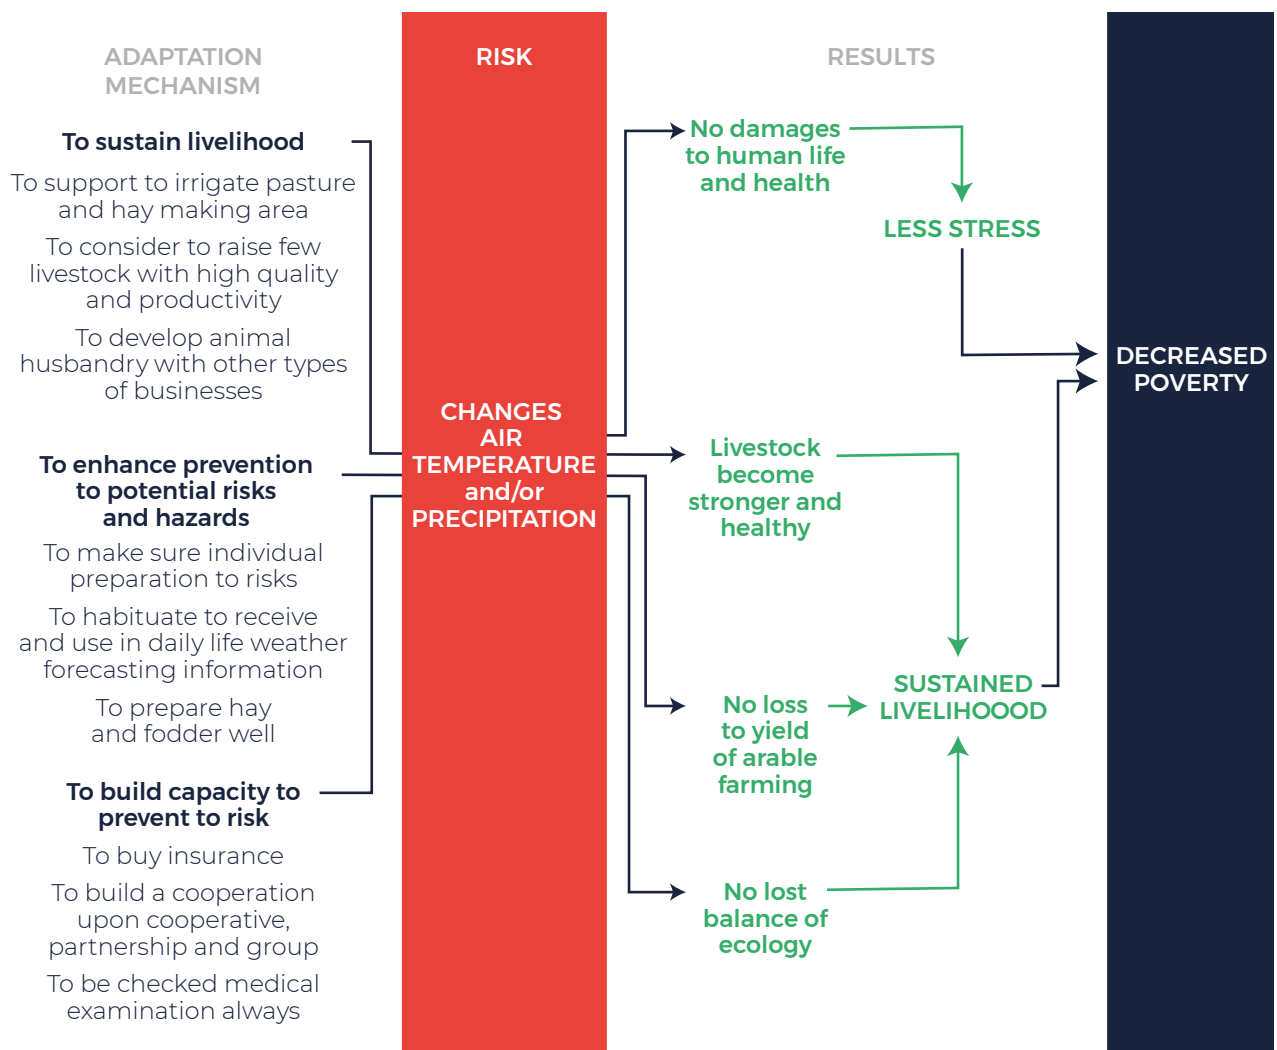 ADAPTATION
MECHANISM
To sustain livelihood
To support to irrigate pasture
and hay making area
To consider to raise few
livestock with high quality
and productivity
To develop animal
husbandry with other types
of businesses
To enhance prevention
to potential risks
and hazards
To make sure individual
preparation to risks
To habituate to receive
and use in daily life weather
forecasting information
To prepare hay
and fodder well
To build capacity to
prevent to risk
To buy insurance
To build a cooperation
upon cooperative,
partnership and group
To be checked medical
examination always
RISK
CHANGES
AIR
TEMPERATURE
and/or
PRECIPITATION
RESULTS
No damages
to human life
and health
LESS STRESS
Livestock
become
stronger and
healthy
No loss
to yield
of arable
farming
SUSTAINED
LIVELIHOOOD
No lost
balance of
ecology
DECREASED
POVERTY